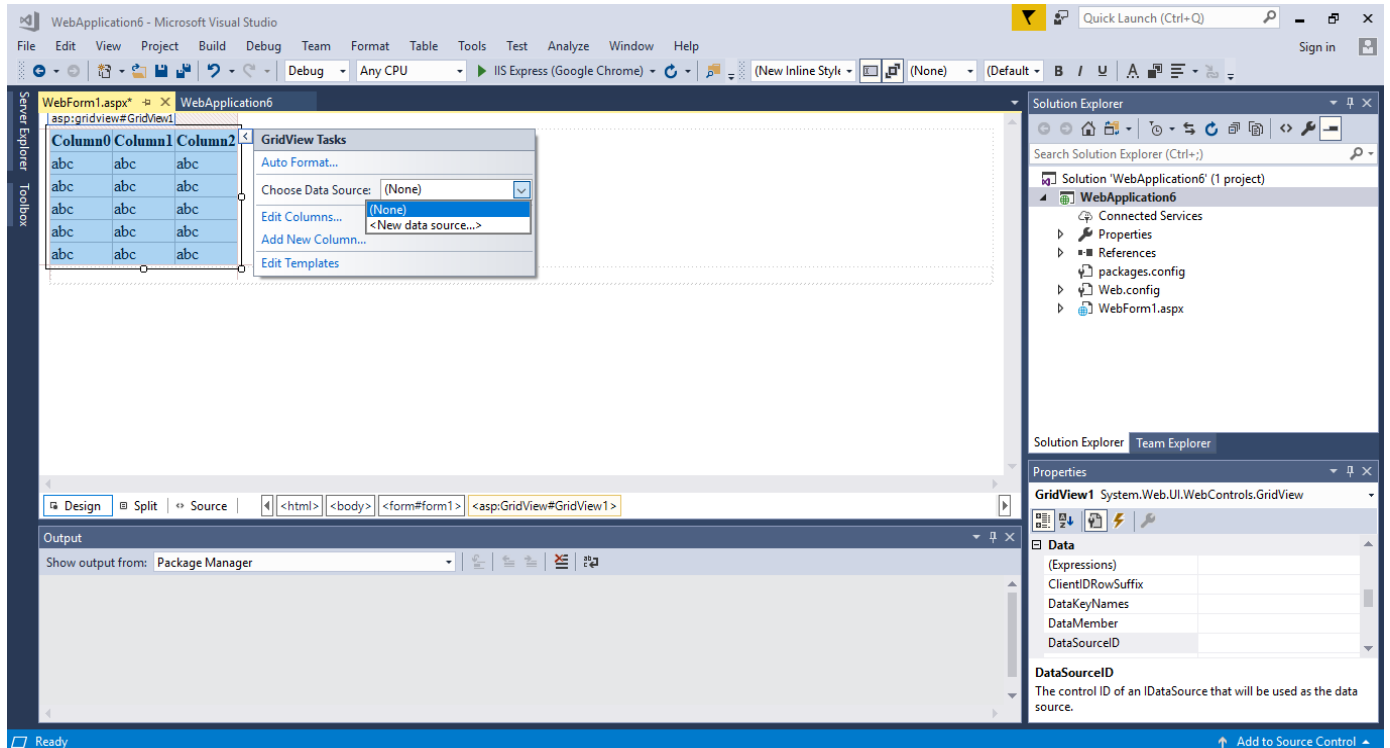 WebApplication6 - Microsoft Visual Studio
Quick Launch (Ctrl+Q)
File Edit View Project Build Debug Team Format Table Tools Test Analyze Window Help
Sign in
Debug Any CPU IIS Express (Google Chrome) (New Inline Style (None) (Default B I U A
Server Explorer
Toolbox
WebForm1.aspx* WebApplication6
asp:gridview#GridView1
Column0 Column1 Column2
abc abc abc
abc abc abc
abc abc abc
abc abc abc
abc abc abc
GridView Tasks
Auto Format...
Choose Data Source: (None)
(None)
<New data source...>
Edit Columns...
Add New Column...
Edit Templates
Design Split Source <html> <body> <form#form1> <asp:GridView#GridView1>
Output
Show output from: Package Manager
Solution Explorer
Search Solution Explorer (Ctrl+;)
Solution 'WebApplication6' (1 project)
WebApplication6
Connected Services
Properties
References
packages.config
Web.config
WebForm1.aspx
Solution Explorer Team Explorer
Properties
GridView1 System.Web.UI.WebControls.GridView
Data
(Expressions)
ClientIDRowSuffix
DataKeyNames
DataMember
DataSourceID
DataSourceID
The control ID of an IDataSource that will be used as the data
source.
Ready
Add to Source Control